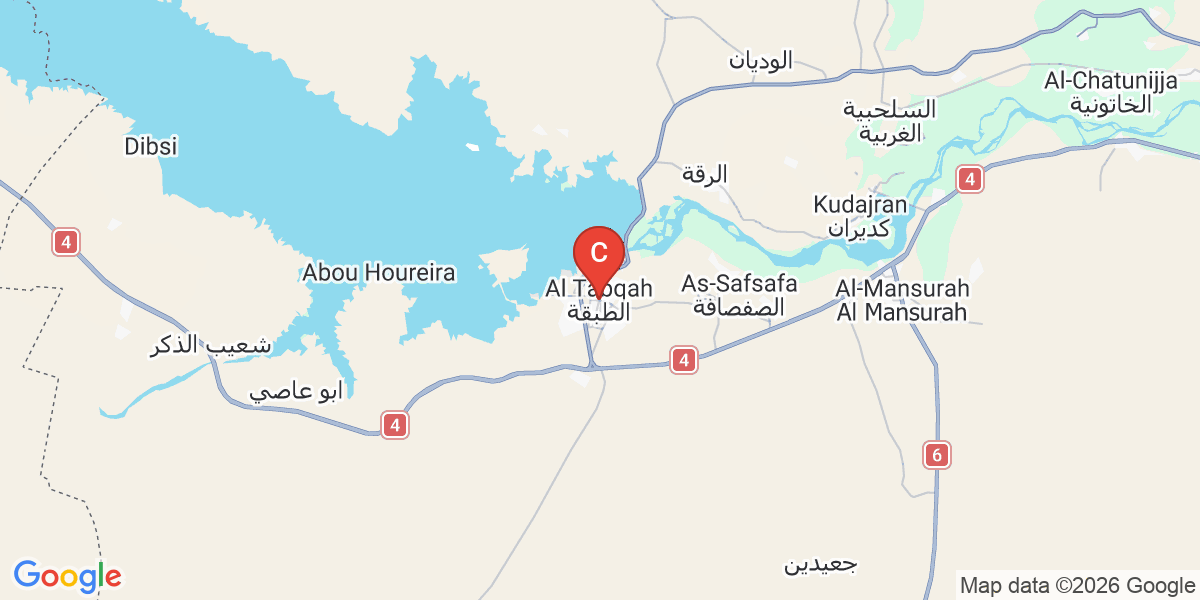 الوديان
Al-Chatunijja
الخاتونية
السلحبية
الغربية
Dibsi
الرقة
4
Kudajran
كديران
4
C
Abou Houreira
Al Tabqah
الطبقة
As-Safsafa
الصفصافة
Al-Mansurah
Al Mansurah
شعيب الذكر
4
ابو عاصي
4
6
جعيدين
Google
Map data ©2026 Google